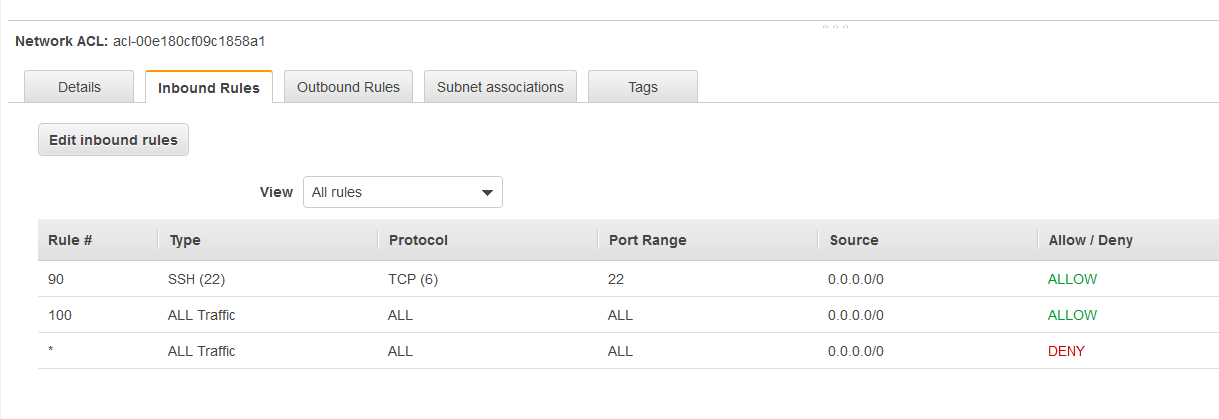 Network ACL: acl-00e180cf09c1858a1
Details Inbound Rules Outbound Rules Subnet associations Tags
Edit inbound rules
View All rules
Rule # Type Protocol Port Range Source Allow / Deny
90 SSH (22) TCP (6) 22 0.0.0.0/0 ALLOW
100 ALL Traffic ALL ALL 0.0.0.0/0 ALLOW
* ALL Traffic ALL ALL 0.0.0.0/0 DENY